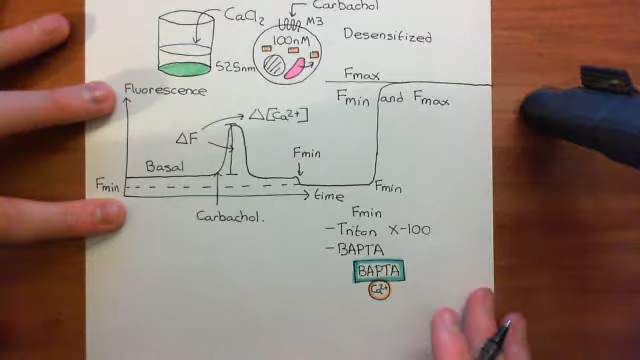 Carbachol
CaCl2
M3
100nM
Desensitized
525nm
Fmax
Fluorescence
Fmin and Fmax
Δ[Ca2+]
ΔF
Fmin
Basal
Fmin
Fmin
time
Carbachol.
Fmin
- Triton X-100
- BAPTA
BAPTA
Ca2+